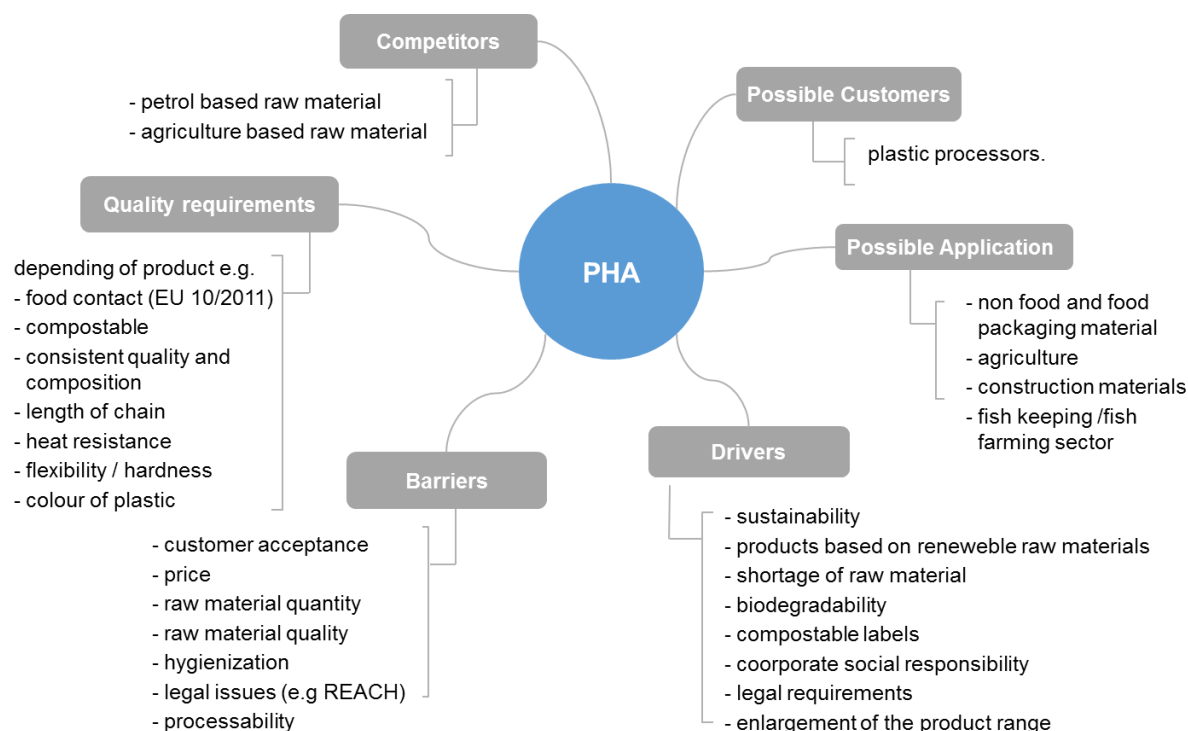 Competitors
- petrol based raw material
- agriculture based raw material
Possible Customers
plastic processors.
Quality requirements
depending of product e.g.
- food contact (EU 10/2011)
- compostable
- consistent quality and
composition
- length of chain
- heat resistance
- flexibility / hardness
- colour of plastic
PHA
Possible Application
- non food and food
packaging material
- agriculture
- construction materials
- fish keeping /fish
farming sector
Barriers
- customer acceptance
- price
- raw material quantity
- raw material quality
- hygienization
- legal issues (e.g REACH)
- processability
Drivers
- sustainability
- products based on reneweble raw materials
- shortage of raw material
- biodegradability
- compostable labels
- coorporate social responsibility
- legal requirements
- enlargement of the product range